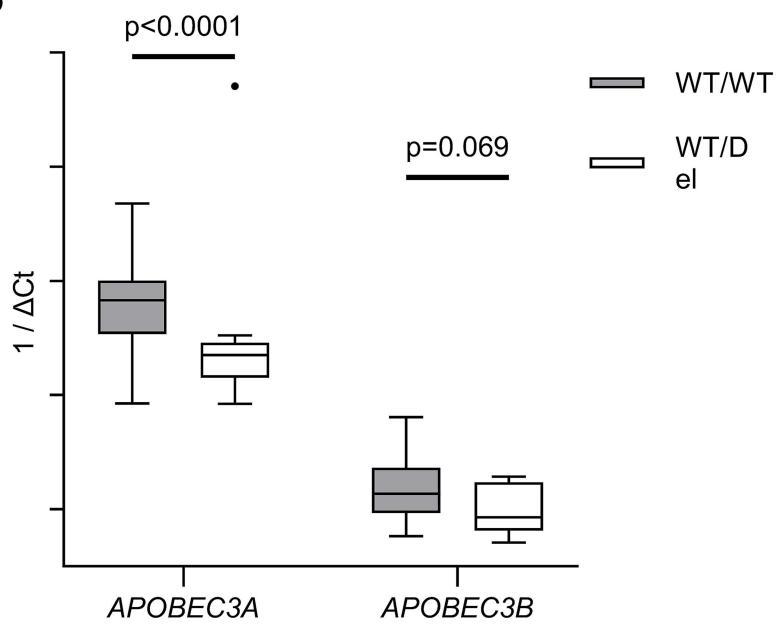 p<0.0001
WT/WT
p=0.069
WT/D
el
1 / ΔCt
APOBEC3A
APOBEC3B